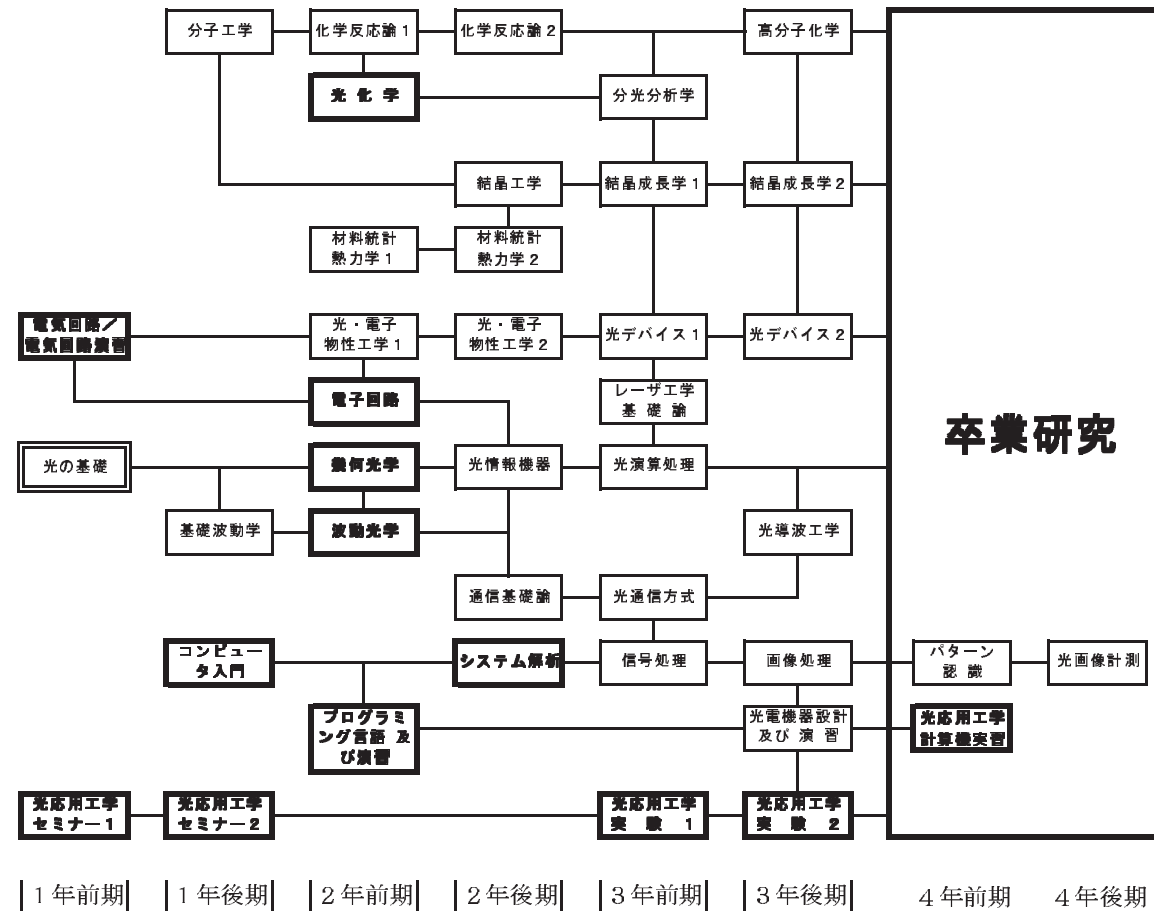 分子工学
化学反応論1
化学反応論2
高分子化学
光化学
分光分析学
結晶工学
結晶成長学1
結晶成長学2
材料統計
熱力学1
材料統計
熱力学2
電気回路／
電気回路演習
光・電子
物性工学1
光・電子
物性工学2
光デバイス1
光デバイス2
電子回路
レーザ工学
基礎論
卒業研究
光の基礎
幾何光学
光情報機器
光演算処理
基礎波動学
波動光学
光導波工学
通信基礎論
光通信方式
コンピュー
タ入門
システム解析
信号処理
画像処理
パターン
認識
光画像計測
プログラミ
ング言語 及
び演習
光電機器設計
及び 演習
光応用工学
計算機実習
光応用工学
セミナー1
光応用工学
セミナー2
光応用工学
実験1
光応用工学
実験2
1年前期
1年後期
2年前期
2年後期
3年前期
3年後期
4年前期
4年後期